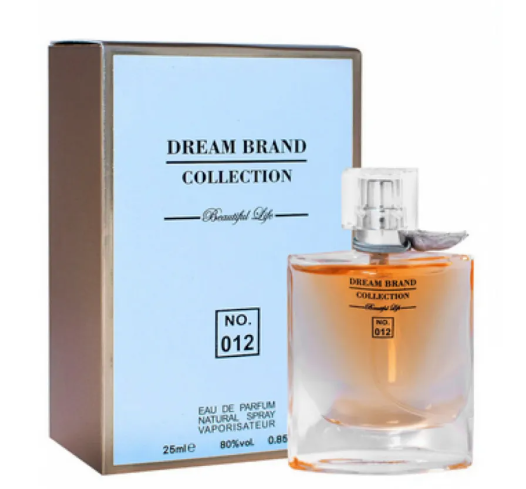 DREAM BRAND
COLLECTION
Beautiful Life
NO.
012
EAU DE PARFUM
NATURAL SPRAY
VAPORISATEUR
25ml℮ 80%vol. 0.85
DREAM BRAND
COLLECTION
Beautiful Life
NO.
012